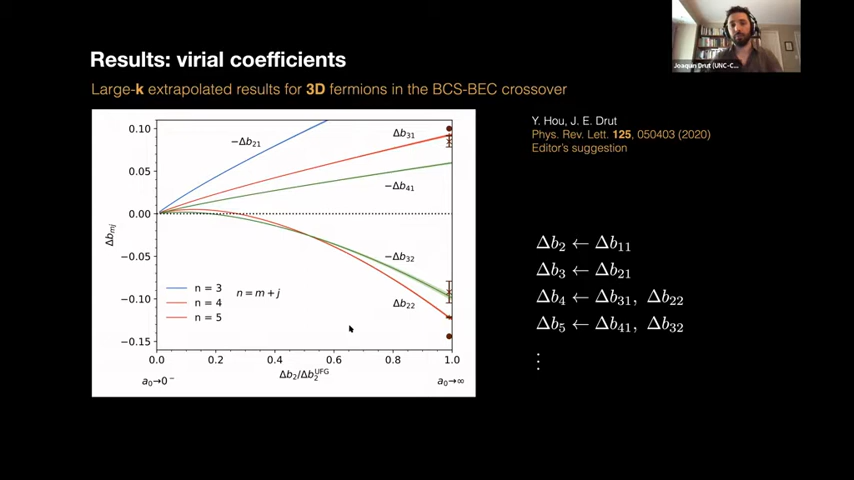 Results: virial coefficients
Large-k extrapolated results for 3D fermions in the BCS-BEC crossover
Joaquin Drut (UNC-C...
Y. Hou, J. E. Drut
Phys. Rev. Lett. 125, 050403 (2020)
Editor's suggestion
0.10
0.05
0.00
−0.05
−0.10
−0.15
Δb_mj
−Δb₂₁
Δb₃₁
−Δb₄₁
−Δb₃₂
Δb₂₂
n = 3
n = 4
n = 5
n = m + j
0.0 0.2 0.4 0.6 0.8 1.0
Δb₂/Δb₂^UFG
a₀→0⁻
a₀→∞
Δb₂ ← Δb₁₁
Δb₃ ← Δb₂₁
Δb₄ ← Δb₃₁, Δb₂₂
Δb₅ ← Δb₄₁, Δb₃₂
⋮